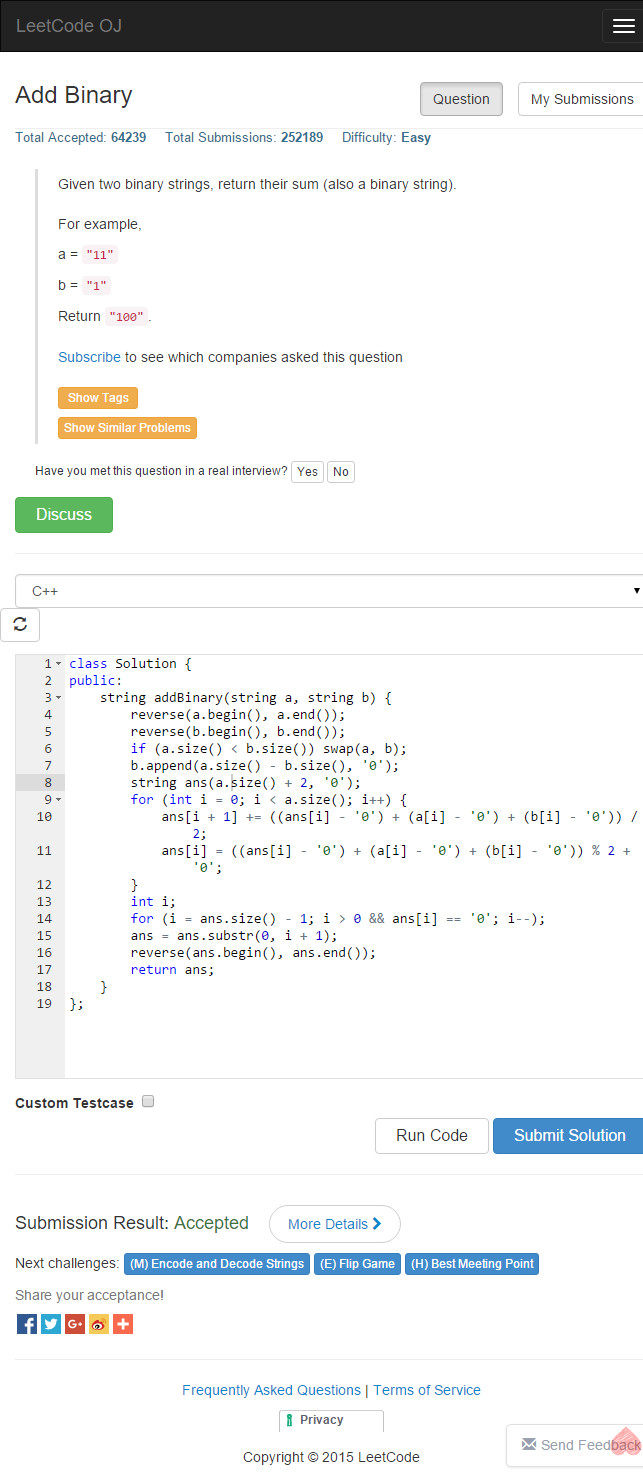 LeetCode OJ
Add Binary
Question
My Submissions
Total Accepted: 64239 Total Submissions: 252189 Difficulty: Easy
Given two binary strings, return their sum (also a binary string).
For example,
a = "11"
b = "1"
Return "100".
Subscribe to see which companies asked this question
Show Tags
Show Similar Problems
Have you met this question in a real interview? Yes No
Discuss
C++
1 class Solution {
2 public:
3     string addBinary(string a, string b) {
4         reverse(a.begin(), a.end());
5         reverse(b.begin(), b.end());
6         if (a.size() < b.size()) swap(a, b);
7         b.append(a.size() - b.size(), '0');
8         string ans(a.size() + 2, '0');
9         for (int i = 0; i < a.size(); i++) {
10             ans[i + 1] += ((ans[i] - '0') + (a[i] - '0') + (b[i] - '0')) /
2;
11             ans[i] = ((ans[i] - '0') + (a[i] - '0') + (b[i] - '0')) % 2 +
'0';
12         }
13         int i;
14         for (i = ans.size() - 1; i > 0 && ans[i] == '0'; i--);
15         ans = ans.substr(0, i + 1);
16         reverse(ans.begin(), ans.end());
17         return ans;
18     }
19 };
Custom Testcase
Run Code
Submit Solution
Submission Result: Accepted
More Details
Next challenges: (M) Encode and Decode Strings (E) Flip Game (H) Best Meeting Point
Share your acceptance!
Frequently Asked Questions | Terms of Service
Privacy
Send Feedback
Copyright © 2015 LeetCode